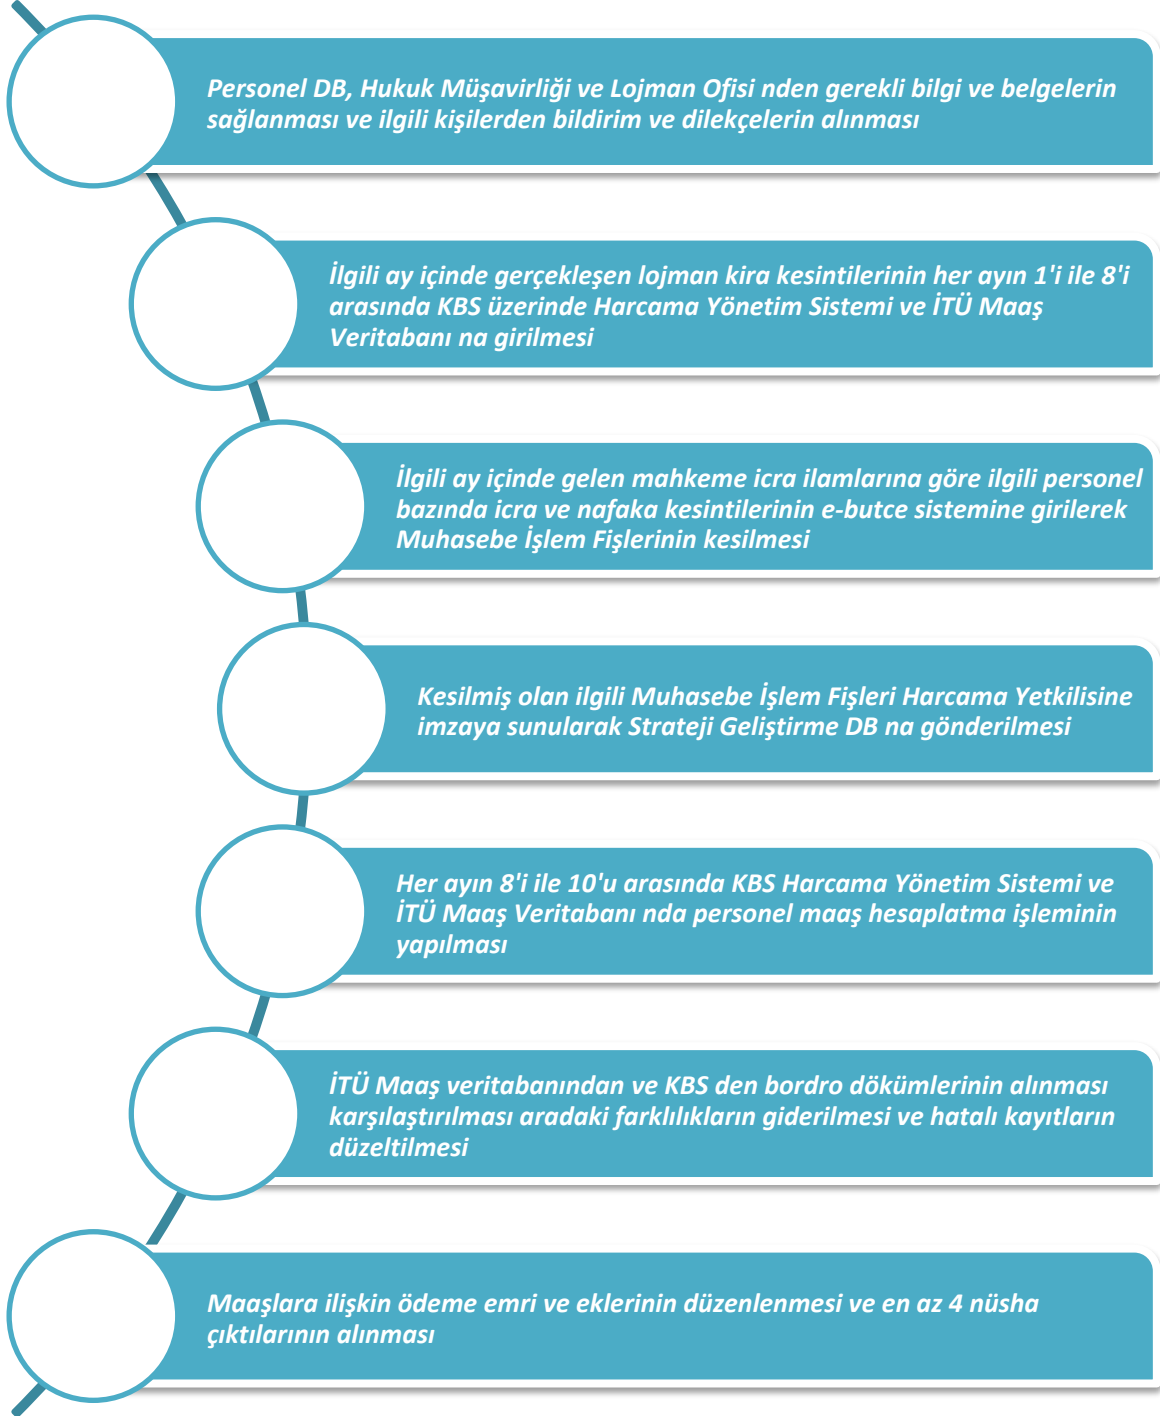 Personel DB, Hukuk Müşavirliği ve Lojman Ofisi nden gerekli bilgi ve belgelerin
sağlanması ve ilgili kişilerden bildirim ve dilekçelerin alınması
İlgili ay içinde gerçekleşen lojman kira kesintilerinin her ayın 1'i ile 8'i
arasında KBS üzerinde Harcama Yönetim Sistemi ve İTÜ Maaş
Veritabanı na girilmesi
İlgili ay içinde gelen mahkeme icra ilamlarına göre ilgili personel
bazında icra ve nafaka kesintilerinin e-butce sistemine girilerek
Muhasebe İşlem Fişlerinin kesilmesi
Kesilmiş olan ilgili Muhasebe İşlem Fişleri Harcama Yetkilisine
imzaya sunularak Strateji Geliştirme DB na gönderilmesi
Her ayın 8'i ile 10'u arasında KBS Harcama Yönetim Sistemi ve
İTÜ Maaş Veritabanı nda personel maaş hesaplatma işleminin
yapılması
İTÜ Maaş veritabanından ve KBS den bordro dökümlerinin alınması
karşılaştırılması aradaki farklılıkların giderilmesi ve hatalı kayıtların
düzeltilmesi
Maaşlara ilişkin ödeme emri ve eklerinin düzenlenmesi ve en az 4 nüsha
çıktılarının alınması